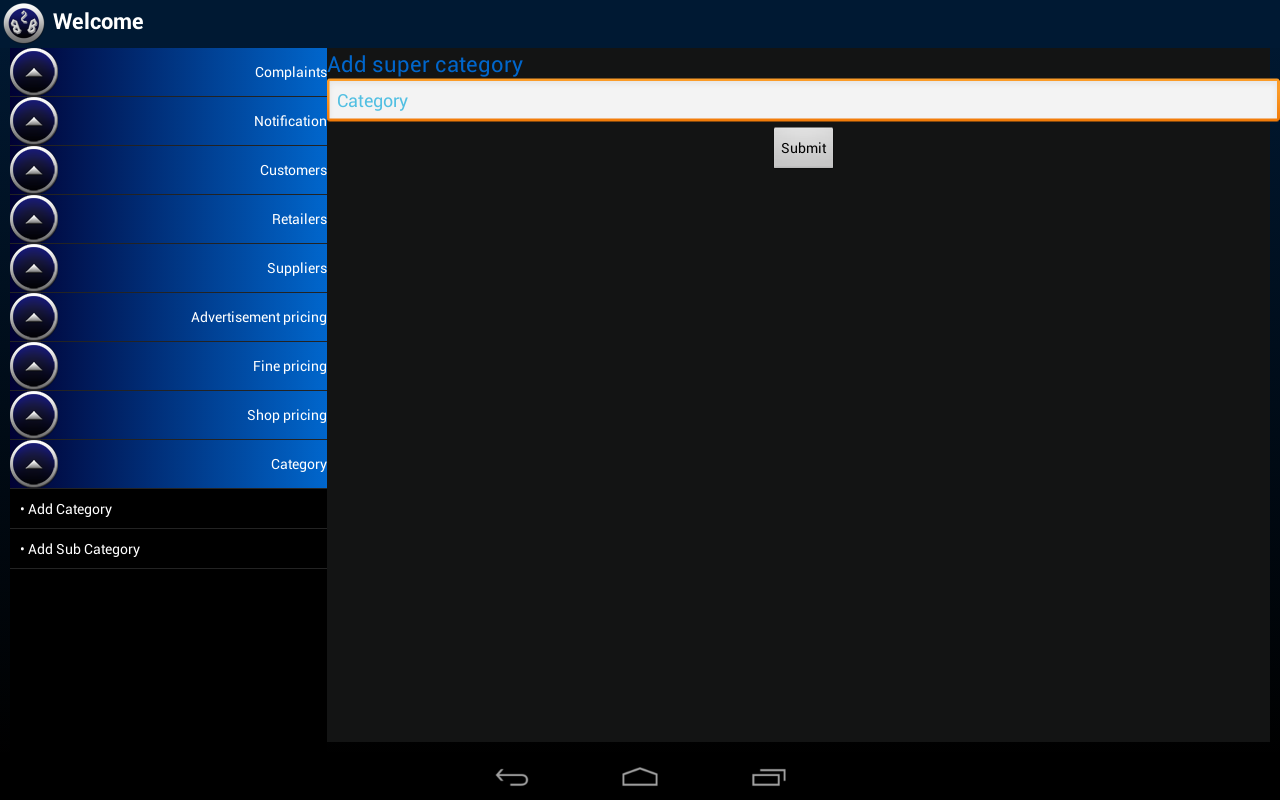 Welcome
Complaints
Notification
Customers
Retailers
Suppliers
Advertisement pricing
Fine pricing
Shop pricing
Category
• Add Category
• Add Sub Category
Add super category
Category
Submit